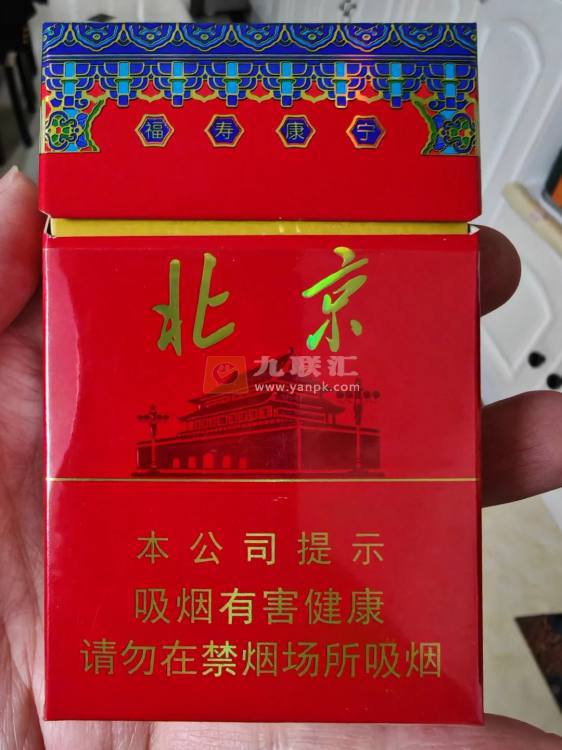 福寿康宁
北京
九联汇
www.yanpk.com
本公司提示
吸烟有害健康
请勿在禁烟场所吸烟